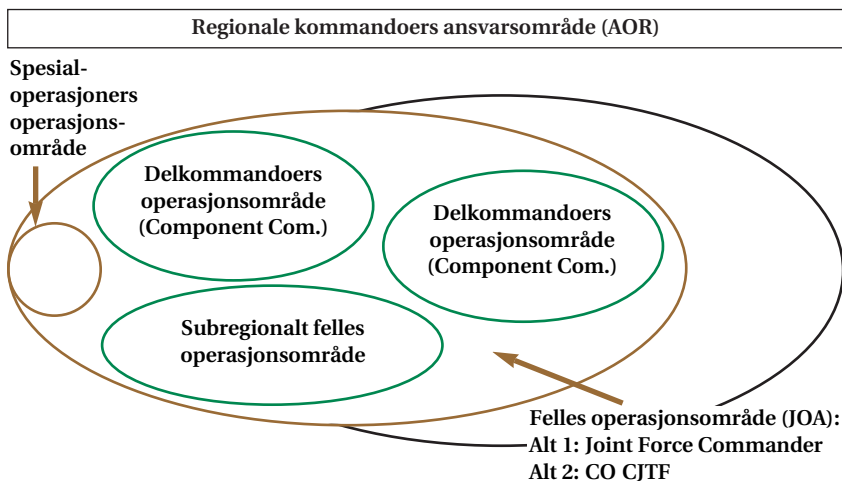 Regionale kommandoers ansvarsområde (AOR)
Spesial-
operasjoners
operasjons-
område
Delkommandoers
operasjonsområde
(Component Com.)
Delkommandoers
operasjonsområde
(Component Com.)
Subregionalt felles
operasjonsområde
Felles operasjonsområde (JOA):
Alt 1: Joint Force Commander
Alt 2: CO CJTF